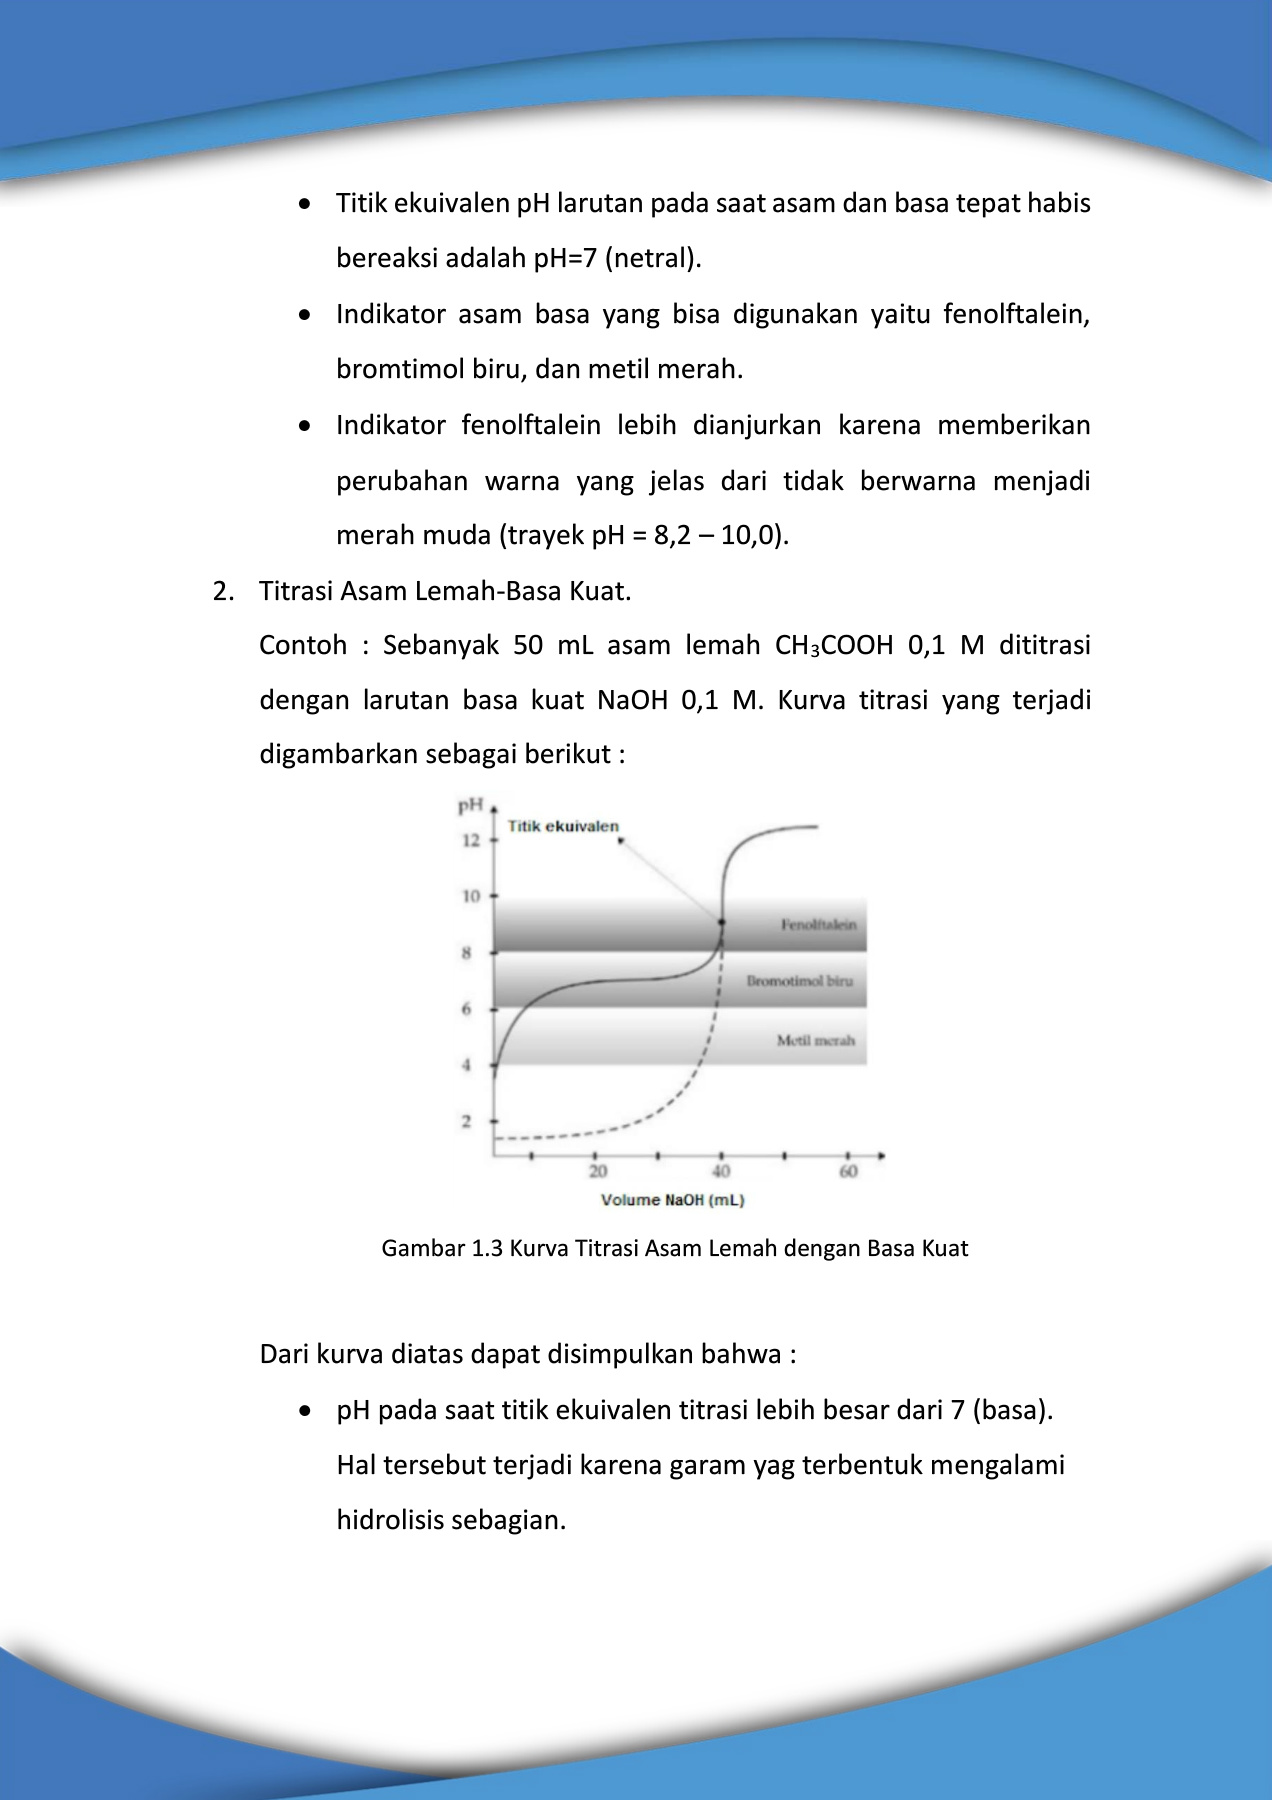 • Titik ekuivalen pH larutan pada saat asam dan basa tepat habis
bereaksi adalah pH=7 (netral).
• Indikator asam basa yang bisa digunakan yaitu fenolftalein,
bromtimol biru, dan metil merah.
• Indikator fenolftalein lebih dianjurkan karena memberikan
perubahan warna yang jelas dari tidak berwarna menjadi
merah muda (trayek pH = 8,2 – 10,0).
2. Titrasi Asam Lemah-Basa Kuat.
Contoh : Sebanyak 50 mL asam lemah CH₃COOH 0,1 M dititrasi
dengan larutan basa kuat NaOH 0,1 M. Kurva titrasi yang terjadi
digambarkan sebagai berikut :
pH
Titik ekuivalen
12
10
Fenolftalein
8
Bromotimol biru
6
Metil merah
4
2
20 40 60
Volume NaOH (mL)
Gambar 1.3 Kurva Titrasi Asam Lemah dengan Basa Kuat
Dari kurva diatas dapat disimpulkan bahwa :
• pH pada saat titik ekuivalen titrasi lebih besar dari 7 (basa).
Hal tersebut terjadi karena garam yag terbentuk mengalami
hidrolisis sebagian.